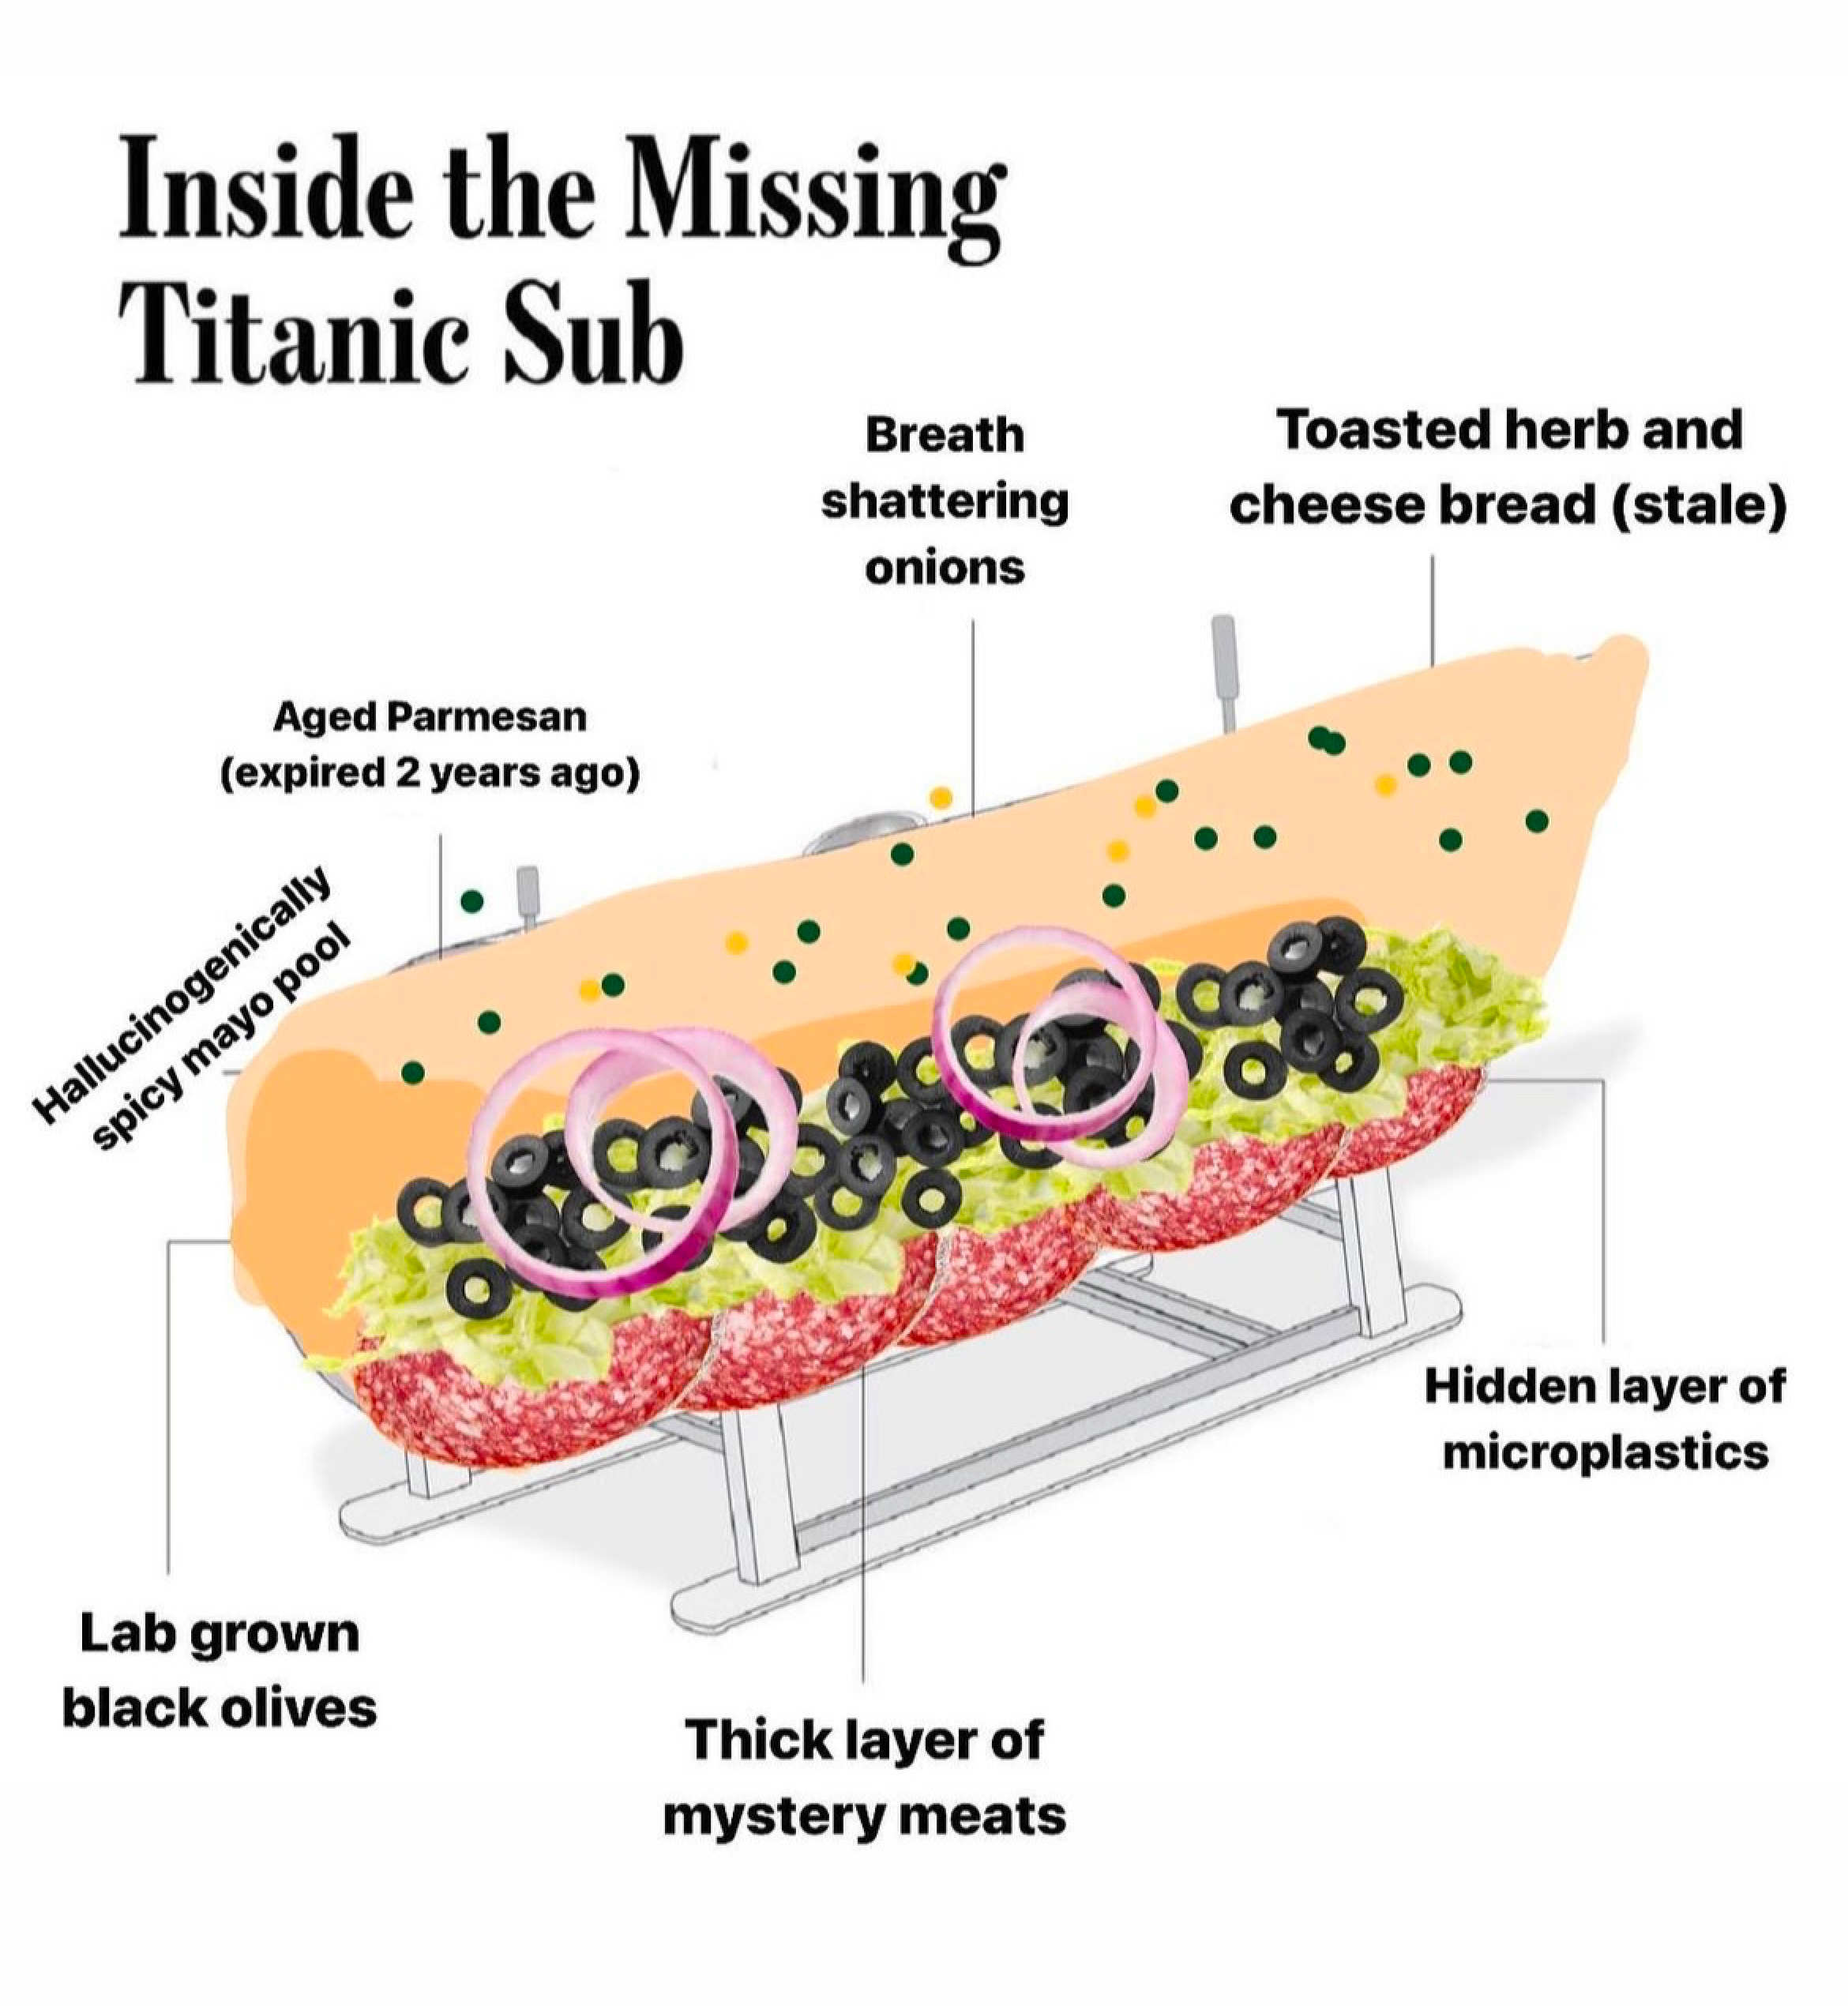 Inside the Missing
Titanic Sub
Breath
shattering
onions
Toasted herb and
cheese bread (stale)
Aged Parmesan
(expired 2 years ago)
Hallucinogenically
spicy mayo pool
Hidden layer of
microplastics
Lab grown
black olives
Thick layer of
mystery meats